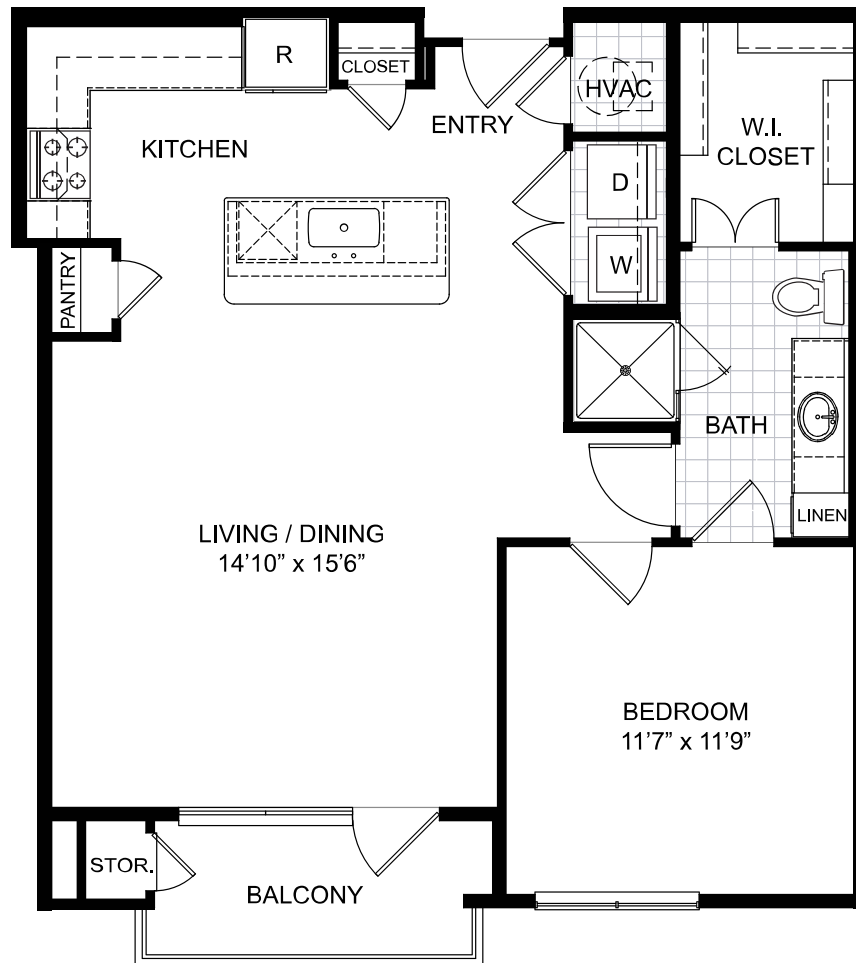 R
CLOSET
HVAC
ENTRY
W.I.
CLOSET
KITCHEN
D
W
PANTRY
BATH
LINEN
LIVING / DINING
14’10” x 15’6”
BEDROOM
11’7” x 11’9”
STOR.
BALCONY